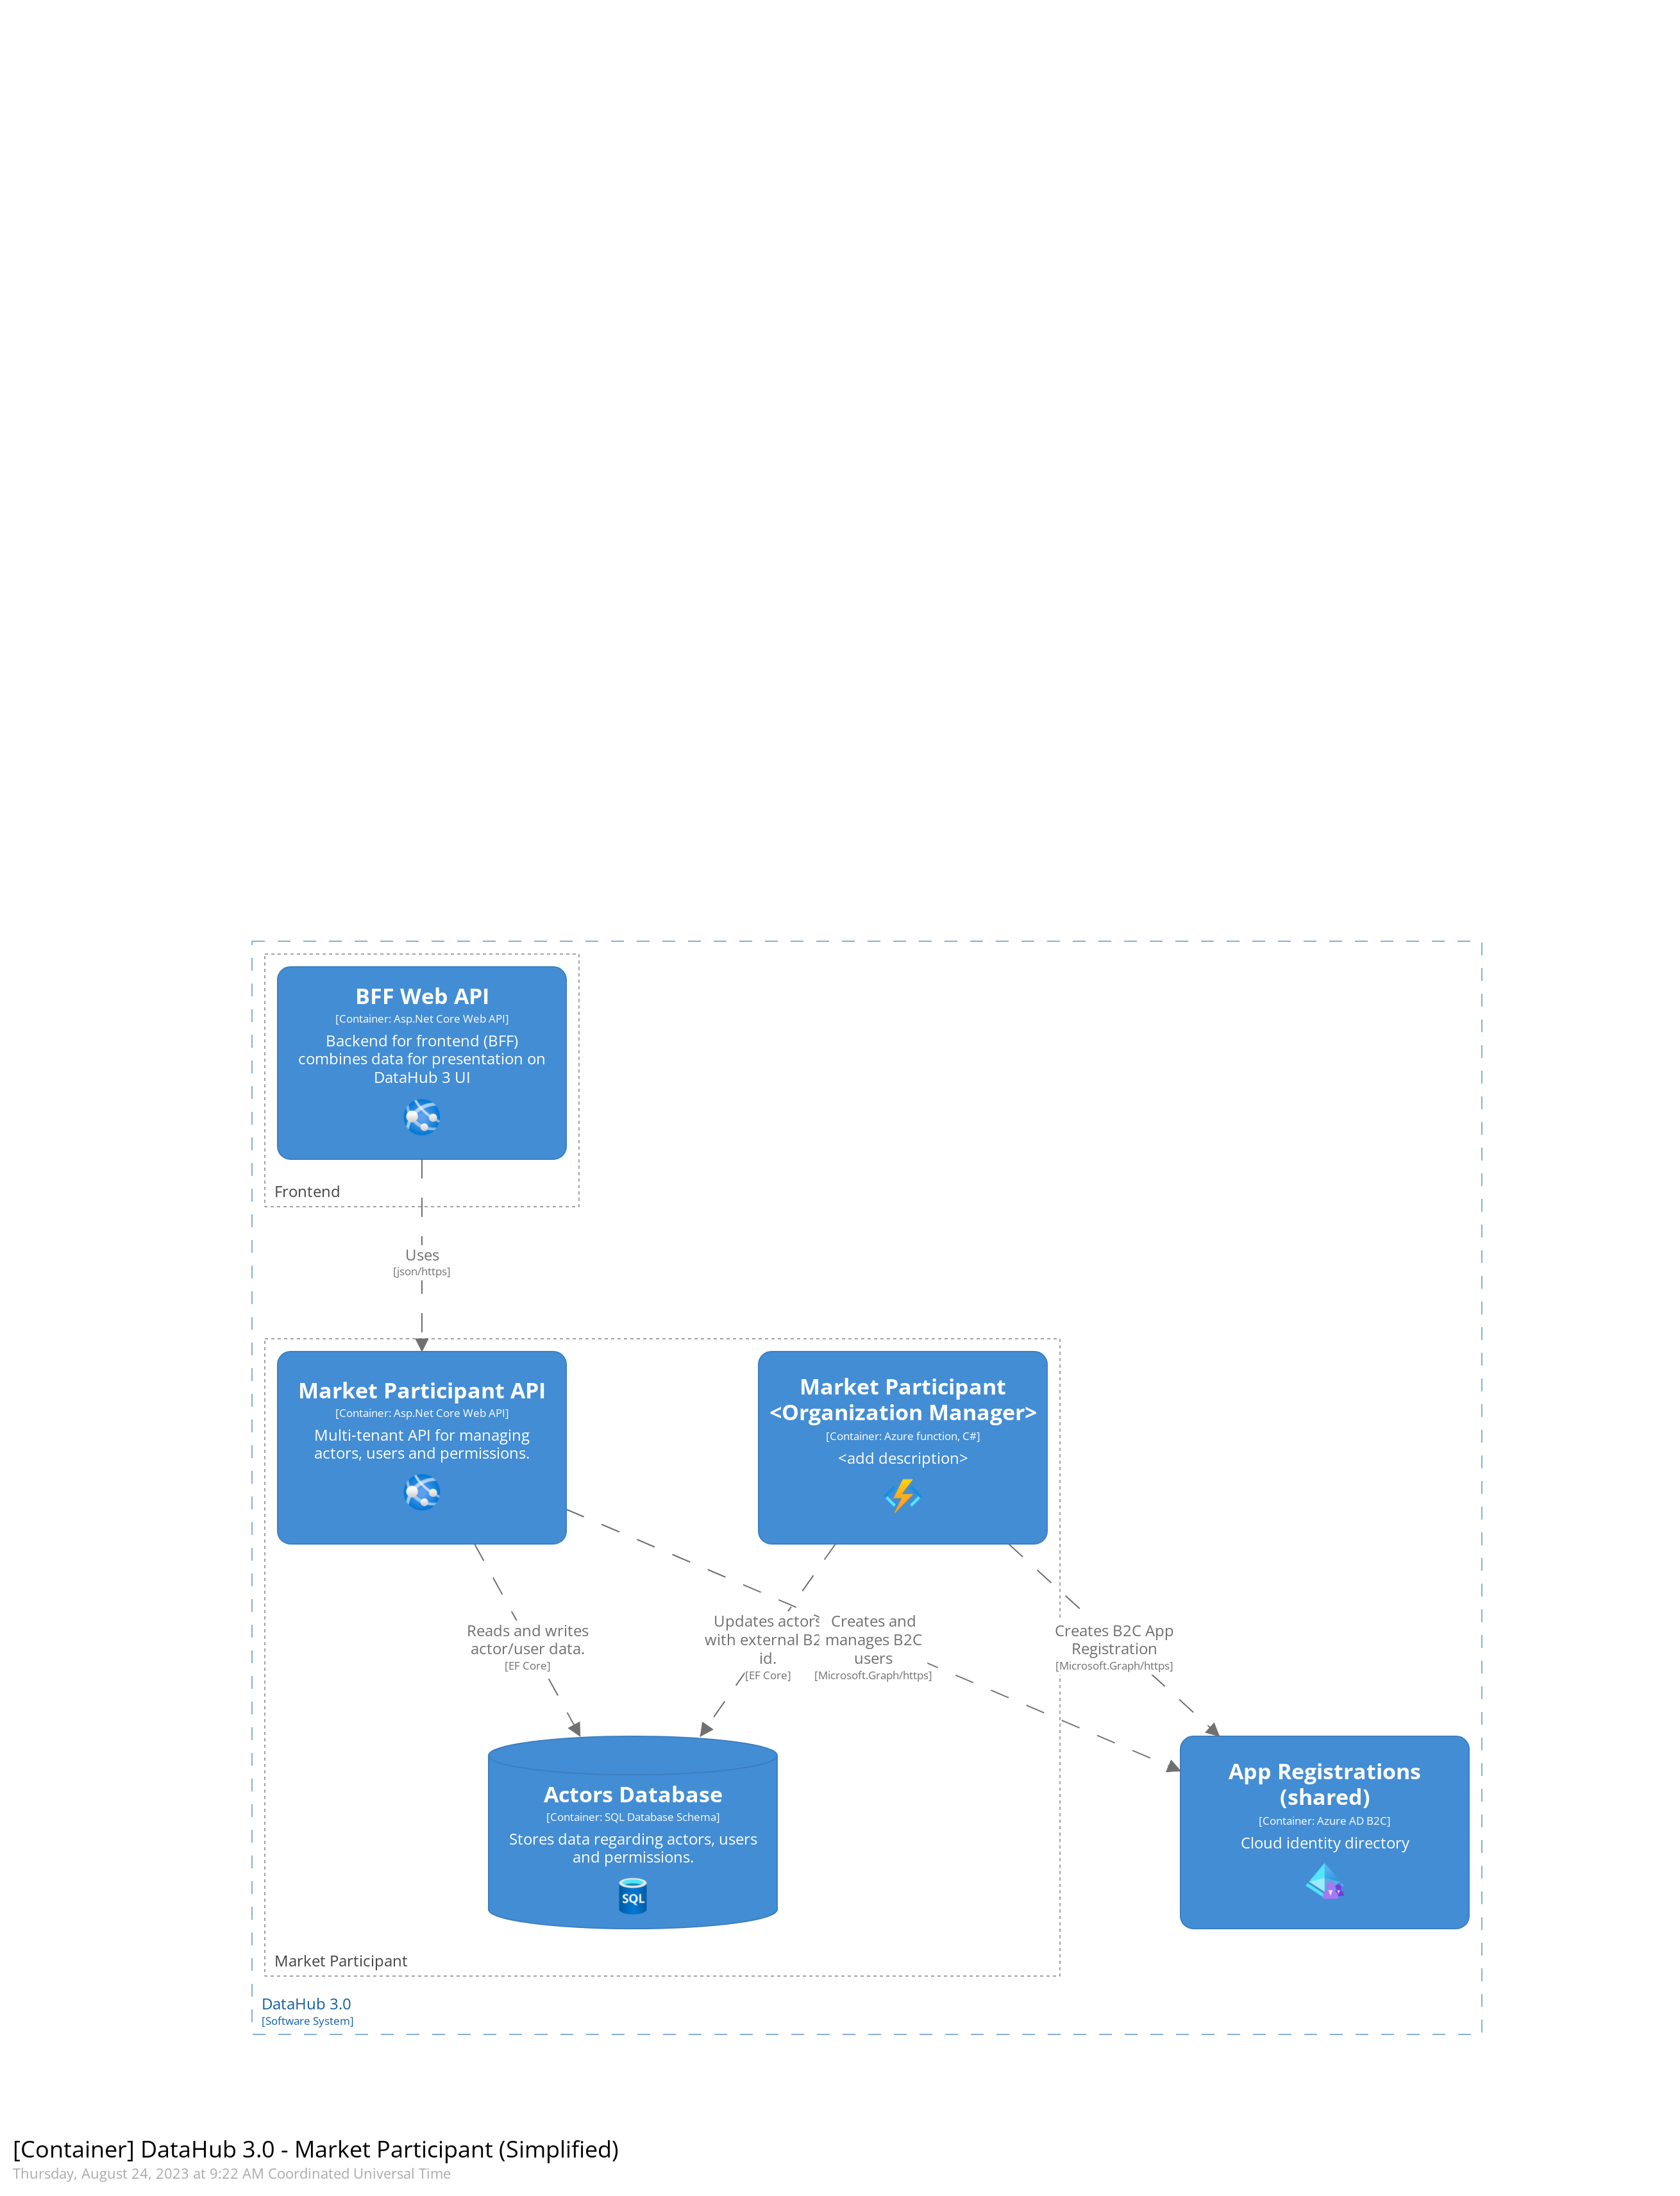 BFF Web API
[Container: Asp.Net Core Web API]
Backend for frontend (BFF)
combines data for presentation on
DataHub 3 UI
Frontend
Uses
[json/https]
Market Participant API
[Container: Asp.Net Core Web API]
Multi-tenant API for managing
actors, users and permissions.
Market Participant
<Organization Manager>
[Container: Azure function, C#]
<add description>
Reads and writes
actor/user data.
[EF Core]
Updates actors
with external
id.
[EF Core]
Creates and
manages B2C
users
[Microsoft.Graph/https]
Creates B2C App
Registration
[Microsoft.Graph/https]
Actors Database
[Container: SQL Database Schema]
Stores data regarding actors, users
and permissions.
SQL
App Registrations
(shared)
[Container: Azure AD B2C]
Cloud identity directory
Market Participant
DataHub 3.0
[Software System]
[Container] DataHub 3.0 - Market Participant (Simplified)
Thursday, August 24, 2023 at 9:22 AM Coordinated Universal Time